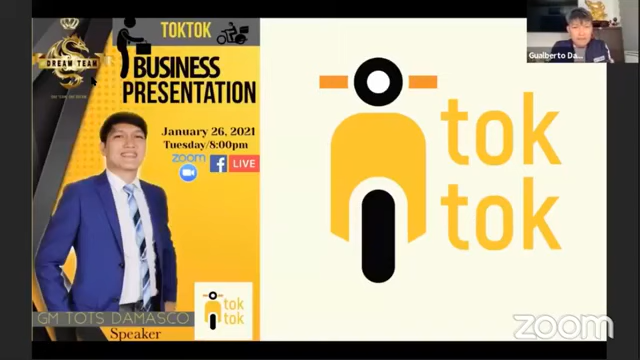 TOKTOK
DREAM TEAM
BUSINESS
PRESENTATION
January 26, 2021
Tuesday/8:00pm
zoom
f LIVE
GM TOTS DAMASCO
Speaker
tok
tok
tok
tok
Gualberto Da...
zoom